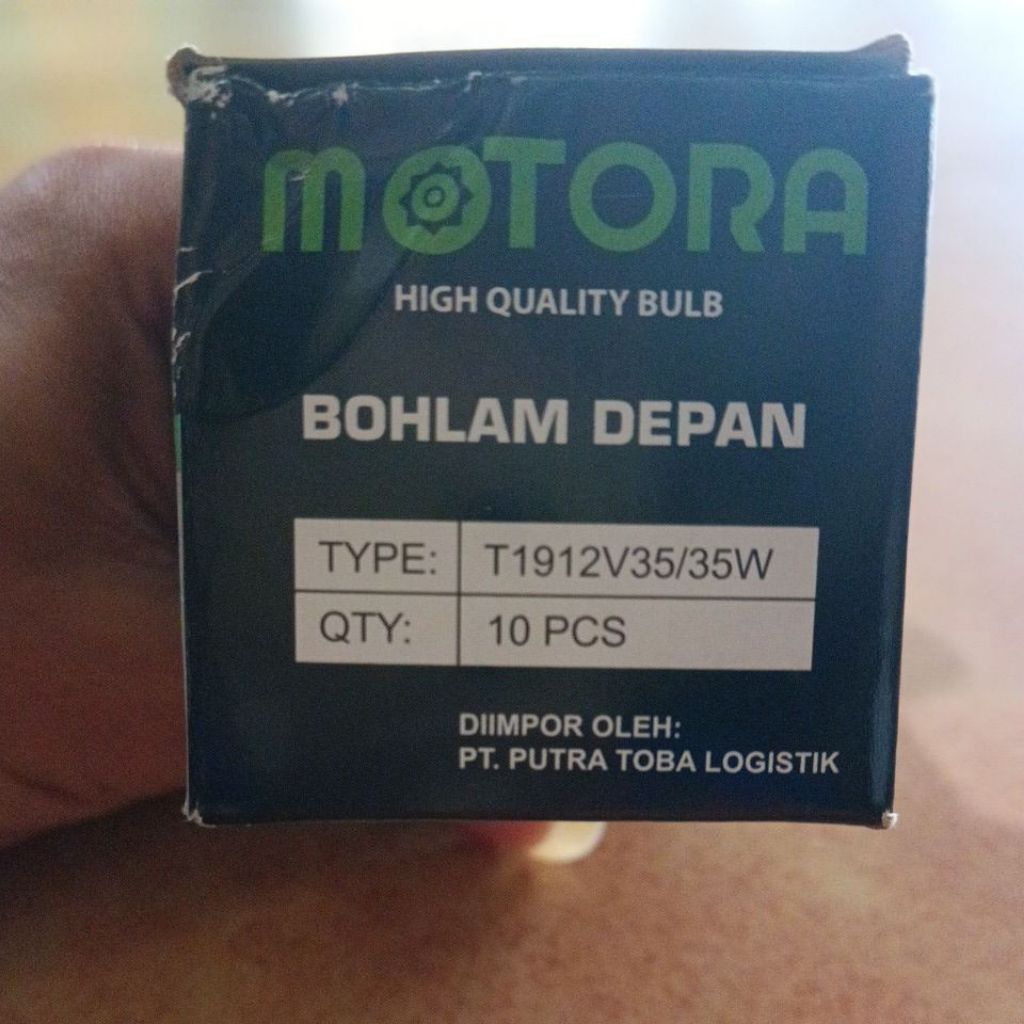 MOTORA
HIGH QUALITY BULB
BOHLAM DEPAN
TYPE: T1912V35/35W
QTY: 10 PCS
DIIMPOR OLEH:
PT. PUTRA TOBA LOGISTIK